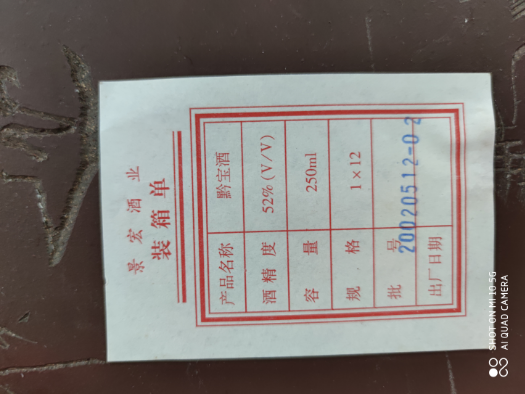 景宏酒业
装箱单
产品名称 黔宝酒
酒精度 52%(V/V)
容量 250ml
规格 1×12
批号
20020512-02
出厂日期
SHOT ON MI 10 5G
AI QUAD CAMERA